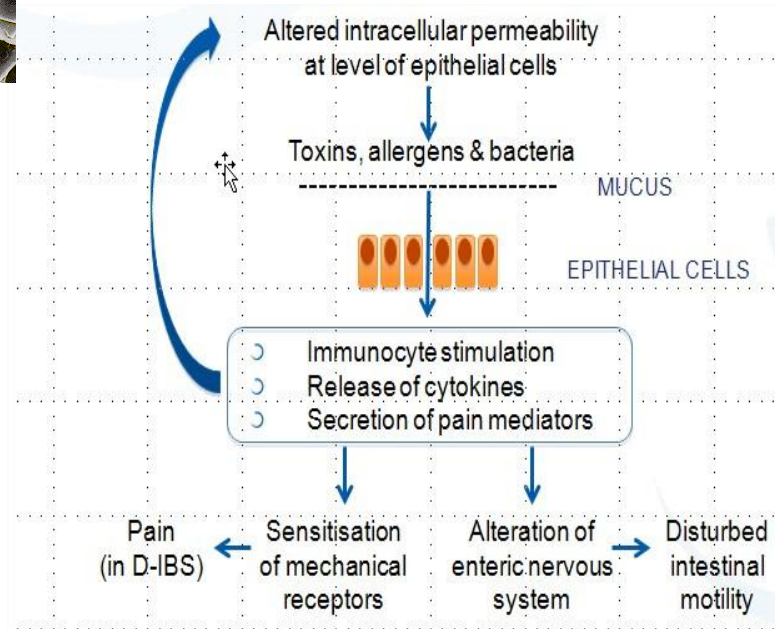 Altered intracellular permeability
at level of epithelial cells
Toxins, allergens & bacteria
MUCUS
EPITHELIAL CELLS
Immunocyte stimulation
Release of cytokines
Secretion of pain mediators
Pain
(in D-IBS)
Sensitisation
of mechanical
receptors
Alteration of
enteric nervous
system
Disturbed
intestinal
motility